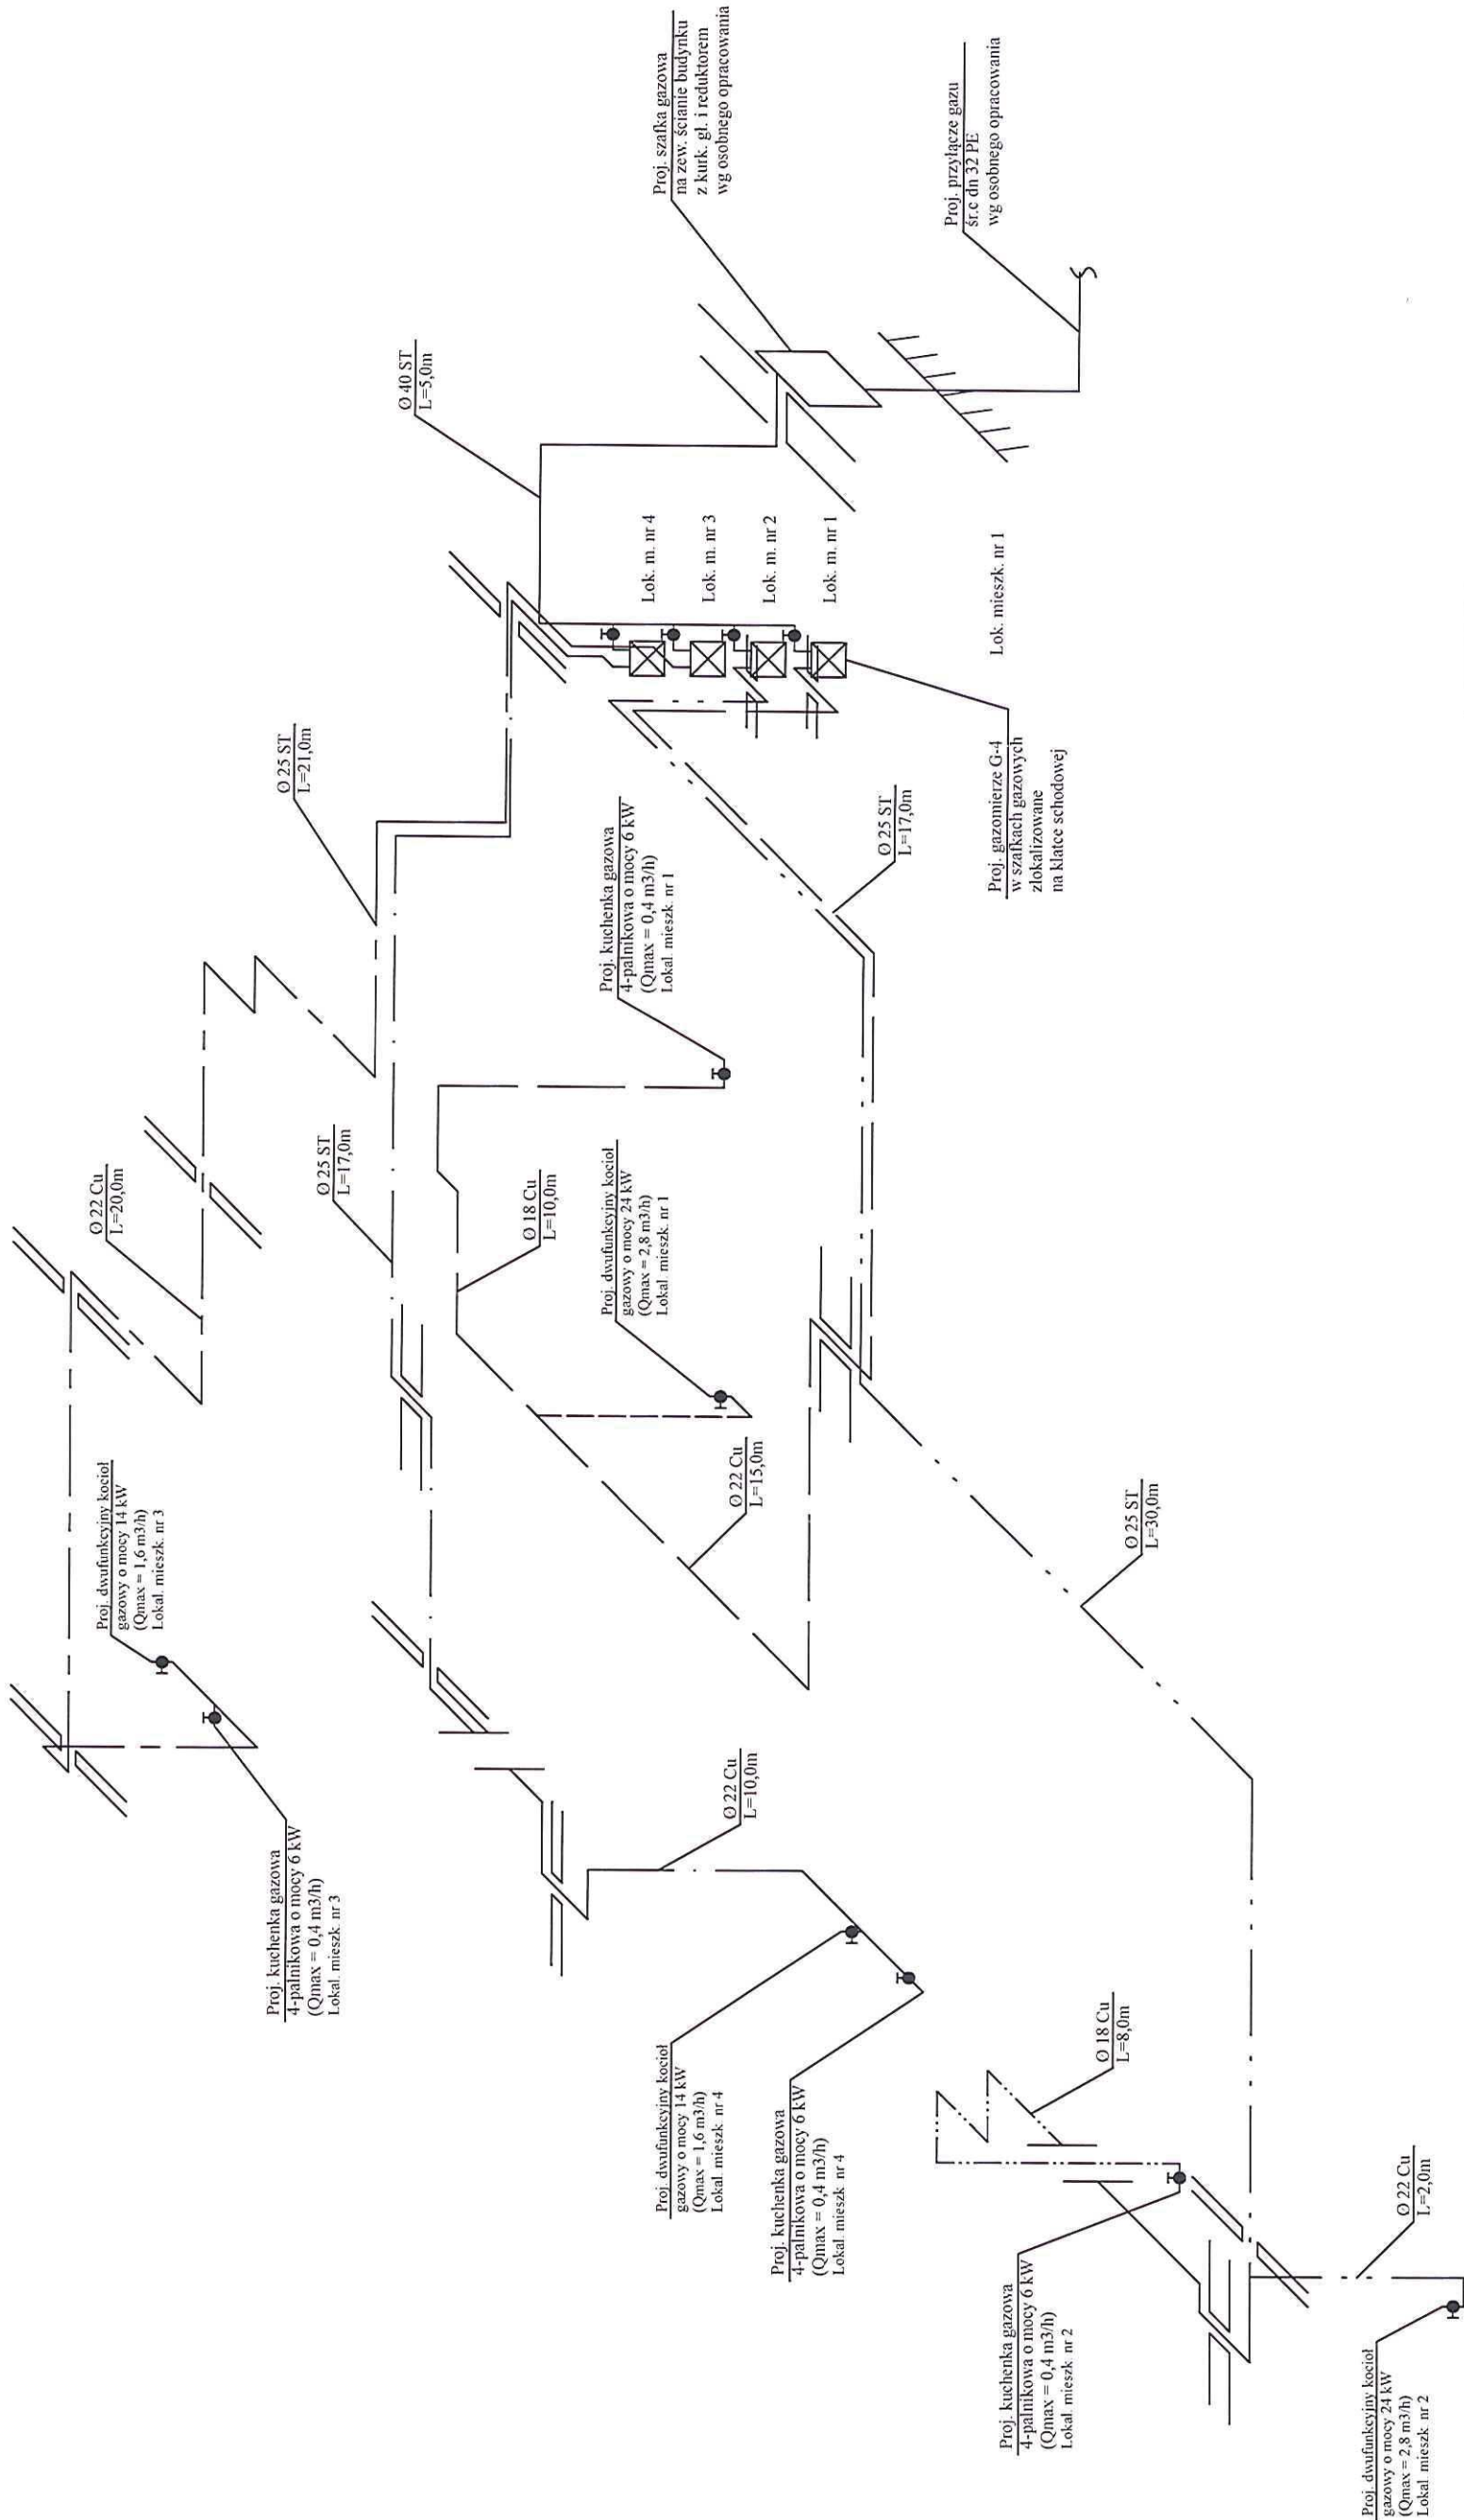 Proj. dwufunkcyjny kocioł
gazowy o mocy 14 kW
(Qmax = 1,6 m3/h)
Lokal. mieszk. nr 3
Proj. kuchenka gazowa
4-palnikowa o mocy 6 kW
(Qmax = 0,4 m3/h)
Lokal. mieszk. nr 3
Ø 22 Cu
L=20,0m
Ø 25 ST
L=21,0m
Ø 25 ST
L=17,0m
Ø 40 ST
L=5,0m
Proj. szafka gazowa
na zew. ścianie budynku
z kurk. gł. i reduktorem
wg osobnego opracowania
Proj. przyłącze gazu
śr.c dn 32 PE
wg osobnego opracowania
Lok. m. nr 4
Lok. m. nr 3
Lok. m. nr 2
Lok. m. nr 1
Lok. mieszk. nr 1
Proj. gazomierze G-4
w szafkach gazowych
zlokalizowane
na klatce schodowej
Proj. kuchenka gazowa
4-palnikowa o mocy 6 kW
(Qmax = 0,4 m3/h)
Lokal. mieszk. nr 1
Ø 18 Cu
L=10,0m
Proj. dwufunkcyjny kocioł
gazowy o mocy 24 kW
(Qmax = 2,8 m3/h)
Lokal. mieszk. nr 1
Ø 25 ST
L=17,0m
Ø 22 Cu
L=15,0m
Ø 25 ST
L=30,0m
Ø 22 Cu
L=10,0m
Proj. dwufunkcyjny kocioł
gazowy o mocy 14 kW
(Qmax = 1,6 m3/h)
Lokal. mieszk. nr 4
Proj. kuchenka gazowa
4-palnikowa o mocy 6 kW
(Qmax = 0,4 m3/h)
Lokal. mieszk nr 4
Ø 18 Cu
L=8,0m
Proj. kuchenka gazowa
4-palnikowa o mocy 6 kW
(Qmax = 0,4 m3/h)
Lokal. mieszk. nr 2
Ø 22 Cu
L=2,0m
Proj. dwufunkcyjny kocioł
gazowy o mocy 24 kW
(Qmax = 2,8 m3/h)
Lokal. mieszk nr 2